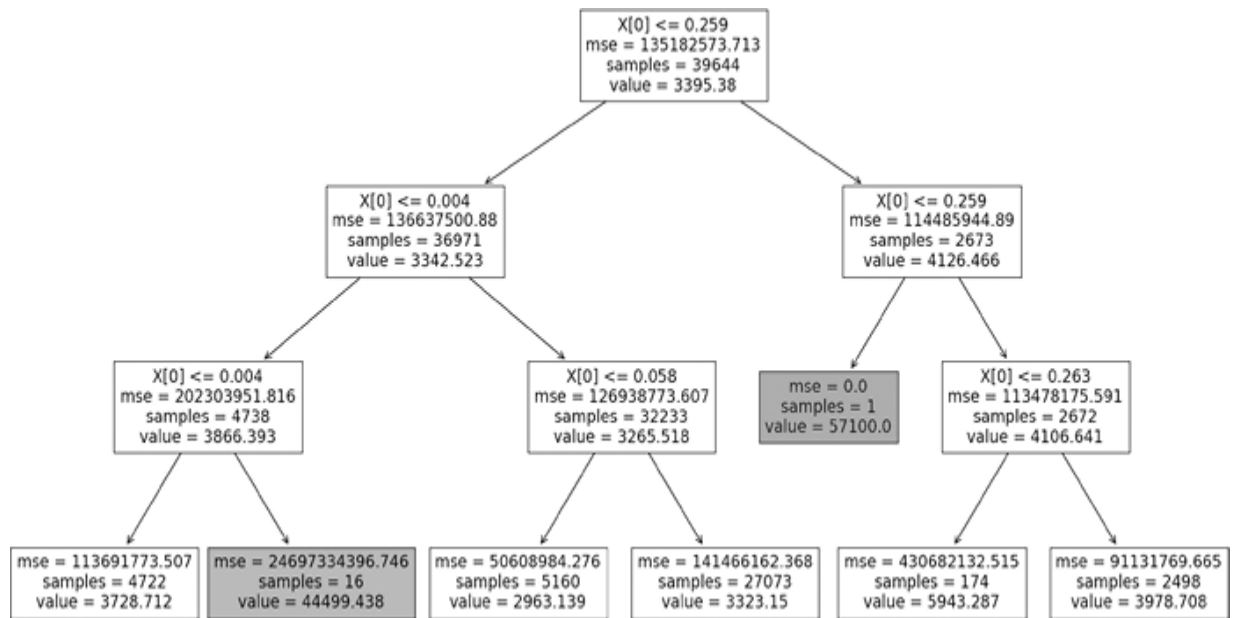 X[0] <= 0.259
mse = 135182573.713
samples = 39644
value = 3395.38
X[0] <= 0.004
mse = 136637500.88
samples = 36971
value = 3342.523
X[0] <= 0.259
mse = 114485944.89
samples = 2673
value = 4126.466
X[0] <= 0.004
mse = 202303951.816
samples = 4738
value = 3866.393
X[0] <= 0.058
mse = 126938773.607
samples = 32233
value = 3265.518
mse = 0.0
samples = 1
value = 57100.0
X[0] <= 0.263
mse = 113478175.591
samples = 2672
value = 4106.641
mse = 113691773.507
samples = 4722
value = 3728.712
mse = 24697334396.746
samples = 16
value = 44499.438
mse = 50608984.276
samples = 5160
value = 2963.139
mse = 141466162.368
samples = 27073
value = 3323.15
mse = 430682132.515
samples = 174
value = 5943.287
mse = 91131769.665
samples = 2498
value = 3978.708